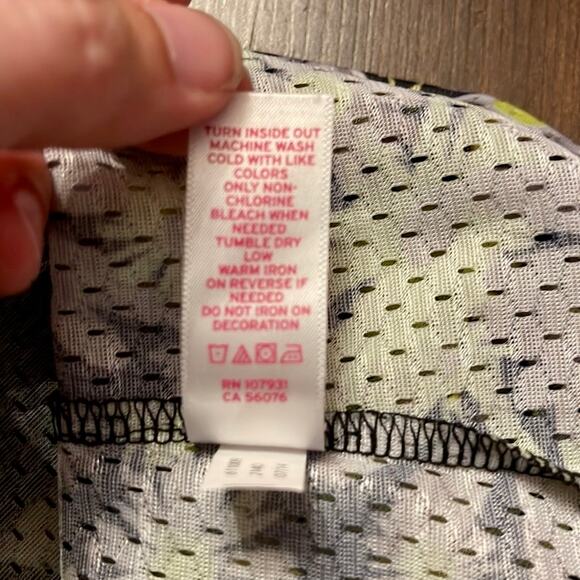 TURN INSIDE OUT
MACHINE WASH
COLD WITH LIKE
COLORS
ONLY NON-
CHLORINE
BLEACH WHEN
NEEDED
TUMBLE DRY
LOW
WARM IRON
ON REVERSE IF
NEEDED
DO NOT IRON ON
DECORATION
RN 107931
CA 56076